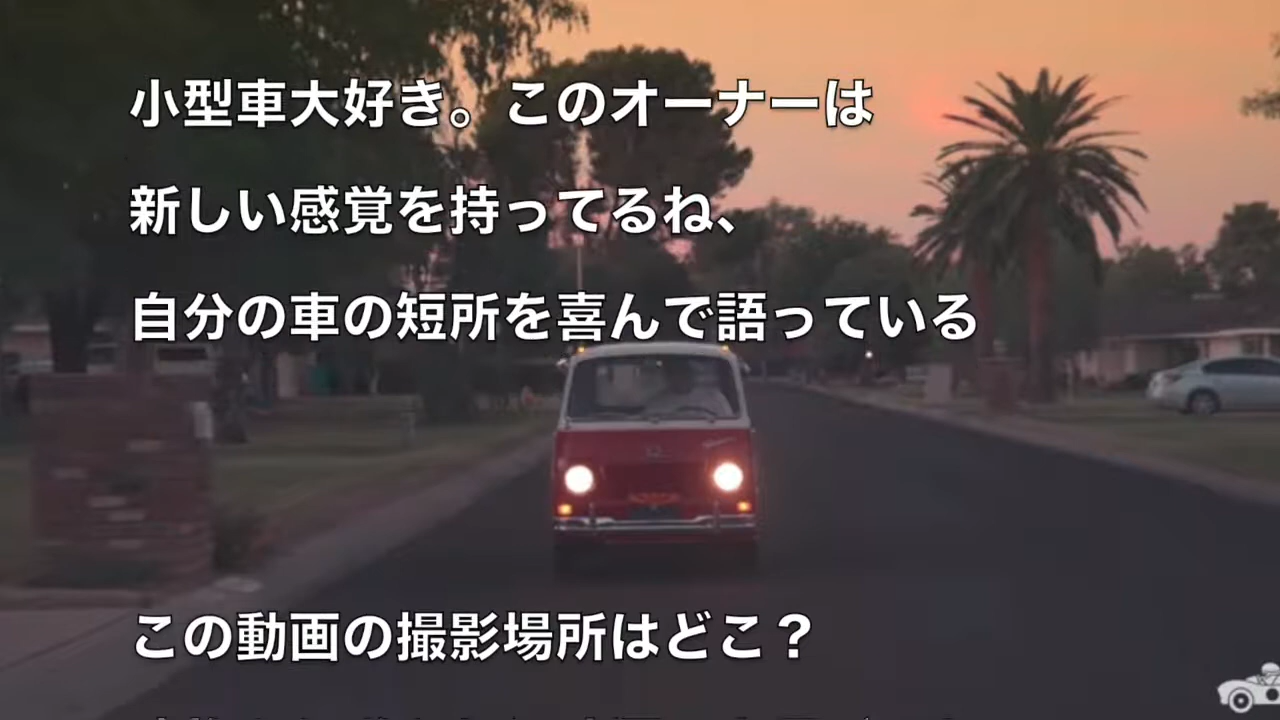 小型車大好き。このオーナーは
新しい感覚を持ってるね、
自分の車の短所を喜んで語っている
この動画の撮影場所はどこ？